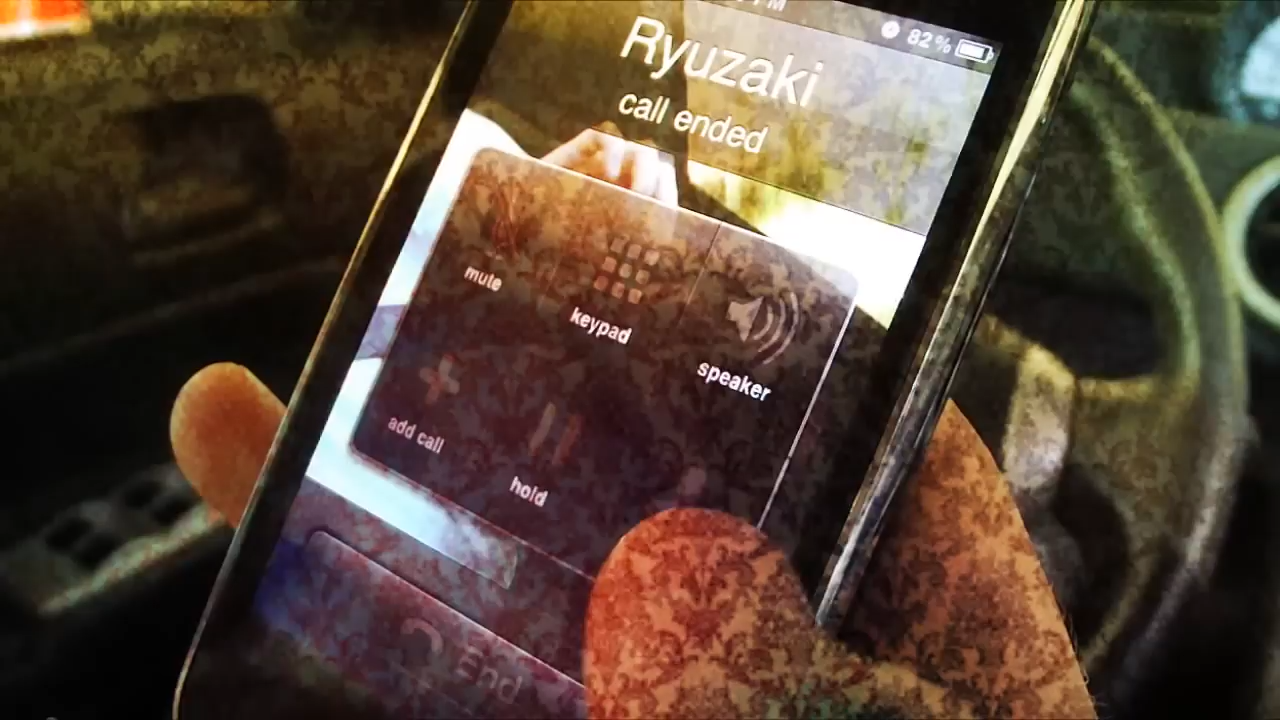 82%
Ryuzaki
call ended
mute
keypad
speaker
add call
hold
End